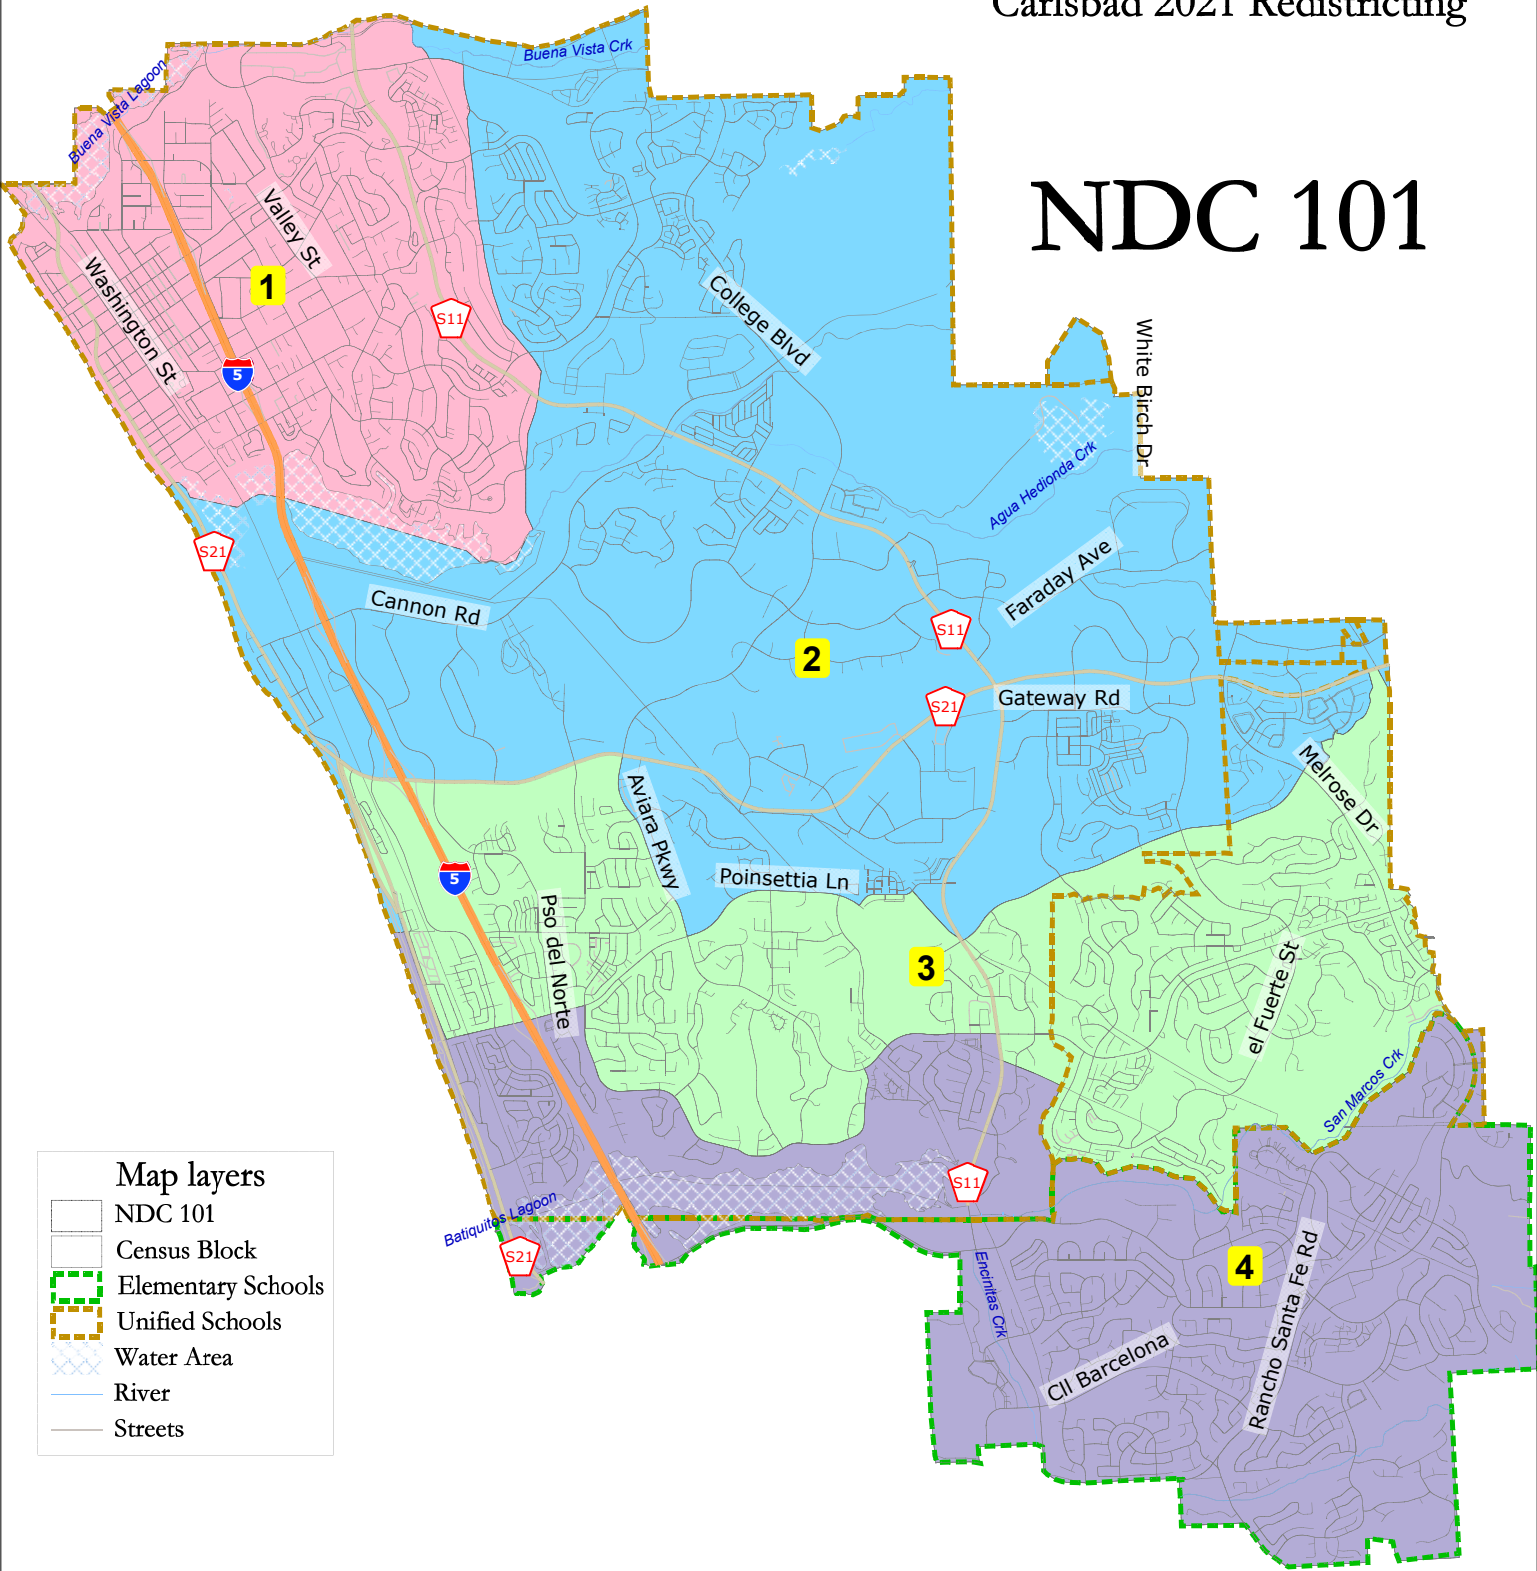 Carlsbad 2021 Redistricting
NDC 101
Buena Vista Crk
Buena Vista Lagoon
Valley St
Washington St
1
S11
5
College Blvd
White Birch Dr
Agua Hedionda Crk
S21
Cannon Rd
Faraday Ave
S11
2
S21
Gateway Rd
Melrose Dr
Aviara Pkwy
Poinsettia Ln
5
Pso del Norte
3
el Fuerte St
San Marcos Crk
S11
Batiquitos Lagoon
S21
Encinitas Crk
4
Rancho Santa Fe Rd
Cll Barcelona
Map layers
NDC 101
Census Block
Elementary Schools
Unified Schools
Water Area
River
Streets